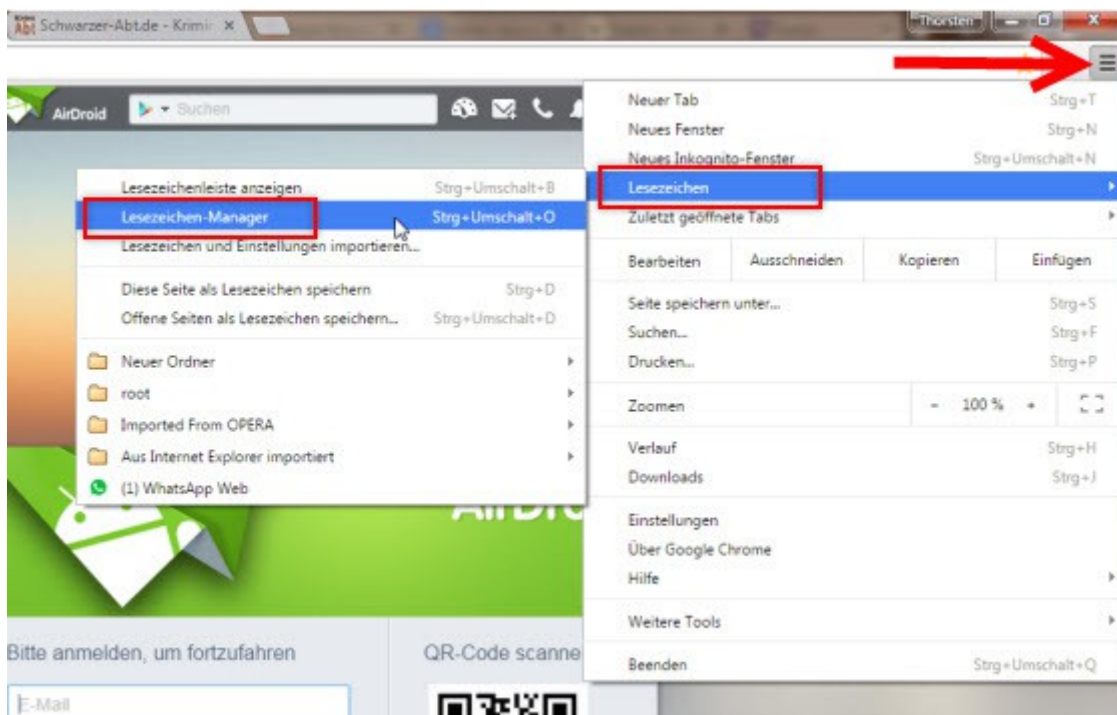 Schwarzer-Abt.de - Krimi
Thorsten
AirDroid
Suchen
Neuer Tab Strg+T
Neues Fenster Strg+N
Neues Inkognito-Fenster Strg+Umschalt+N
Lesezeichen
Zuletzt geöffnete Tabs
Bearbeiten Ausschneiden Kopieren Einfügen
Seite speichern unter... Strg+S
Suchen... Strg+F
Drucken... Strg+P
Zoomen - 100 % +
Verlauf Strg+H
Downloads Strg+J
Einstellungen
Über Google Chrome
Hilfe
Weitere Tools
Beenden Strg+Umschalt+Q
Lesezeichenleiste anzeigen Strg+Umschalt+B
Lesezeichen-Manager Strg+Umschalt+O
Lesezeichen und Einstellungen importieren...
Diese Seite als Lesezeichen speichern Strg+D
Offene Seiten als Lesezeichen speichern... Strg+Umschalt+D
Neuer Ordner
root
Imported From OPERA
Aus Internet Explorer importiert
(1) WhatsApp Web
Bitte anmelden, um fortzufahren
QR-Code scanne
E-Mail